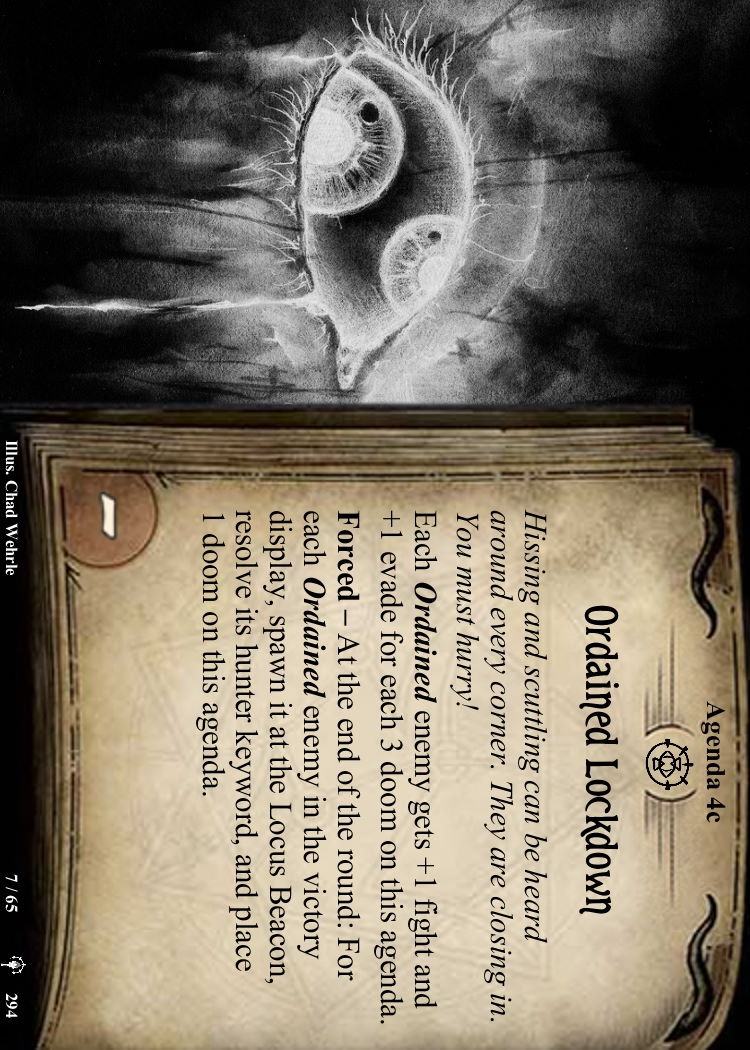 Agenda 4c
Ordained Lockdown
Hissing and scuttling can be heard
around every corner. They are closing in.
You must hurry!
Each Ordained enemy gets +1 fight and
+1 evade for each 3 doom on this agenda.
Forced – At the end of the round: For
each Ordained enemy in the victory
display, spawn it at the Locus Beacon,
resolve its hunter keyword, and place
1 doom on this agenda.
–
Illus. Chad Wehrle
7 / 65
294